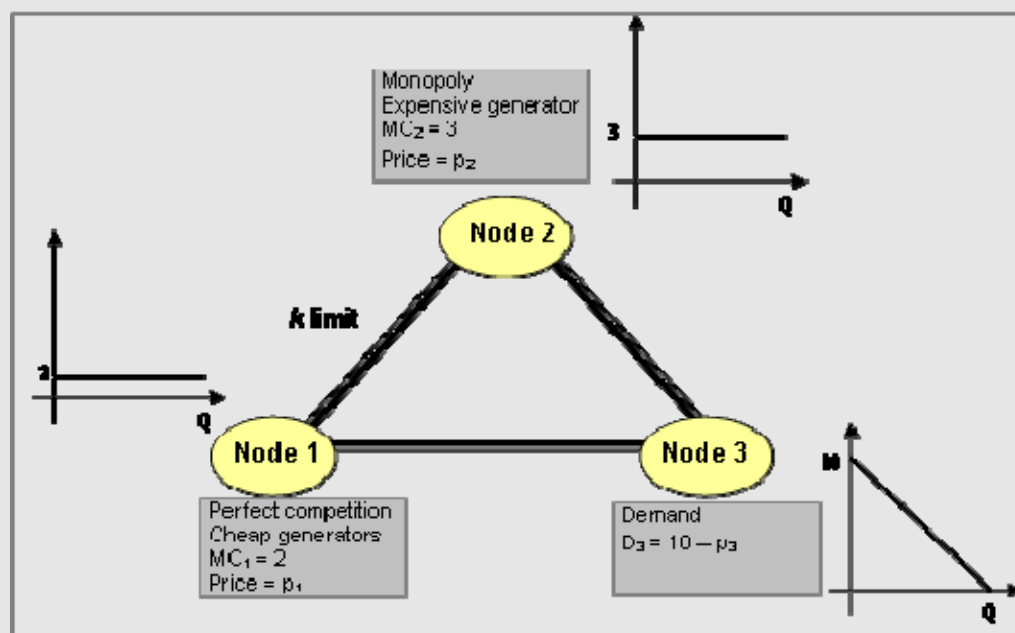 Monopoly
Expensive generator
MC₂ = 3
Price = p₂
3
Q
Node 2
k limit
Q
Node 1
Node 3
Perfect competition
Cheap generators
MC₁ = 2
Price = p₁
Demand
D₃ = 10 – p₃
Q